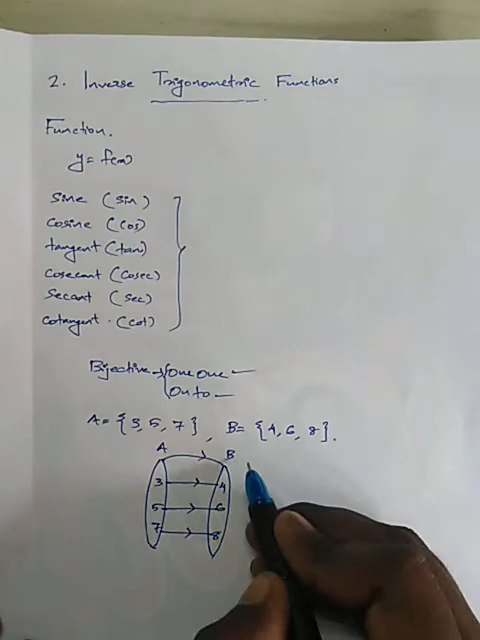 2. Inverse Trigonometric Functions
Function.
y = f(x)
Sine (sin)
Cosine (cos)
tangent (tan)
Cosecant (cosec)
Secant (sec)
Cotangent. (cot)
Bijective → { one one —
onto —
A = {3, 5, 7}, B = {4, 6, 8}.
A B
3 4
5 6
7 8